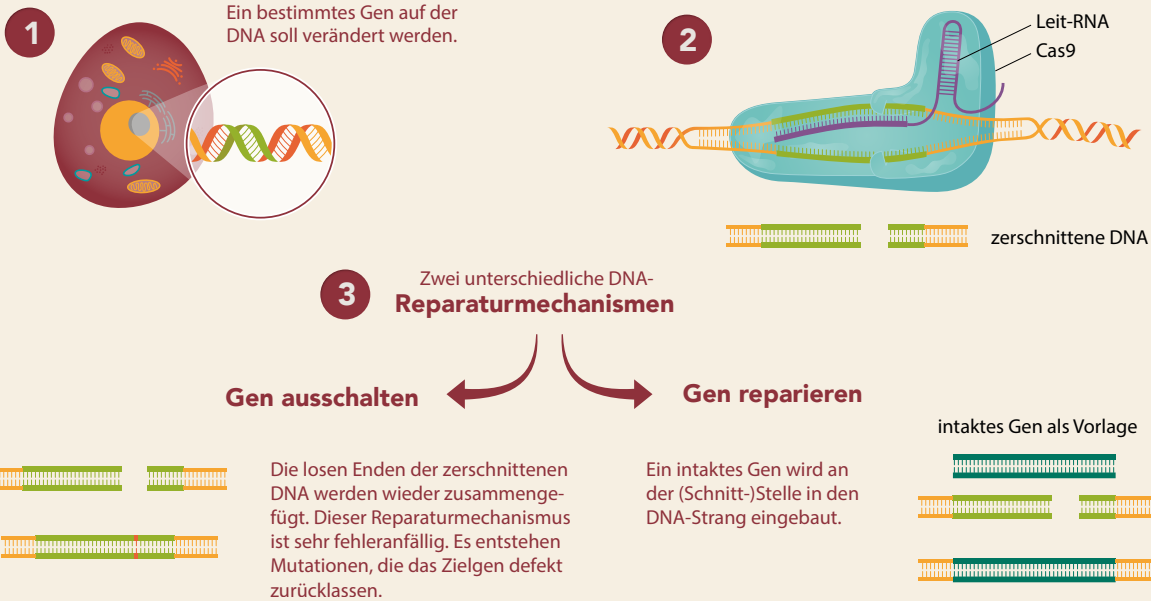 1
Ein bestimmtes Gen auf der
DNA soll verändert werden.
2
Leit-RNA
Cas9
zerschnittene DNA
3
Zwei unterschiedliche DNA-
Reparaturmechanismen
Gen ausschalten
Gen reparieren
Die losen Enden der zerschnittenen
DNA werden wieder zusammenge-
fügt. Dieser Reparaturmechanismus
ist sehr fehleranfällig. Es entstehen
Mutationen, die das Zielgen defekt
zurücklassen.
Ein intaktes Gen wird an
der (Schnitt-)Stelle in den
DNA-Strang eingebaut.
intaktes Gen als Vorlage